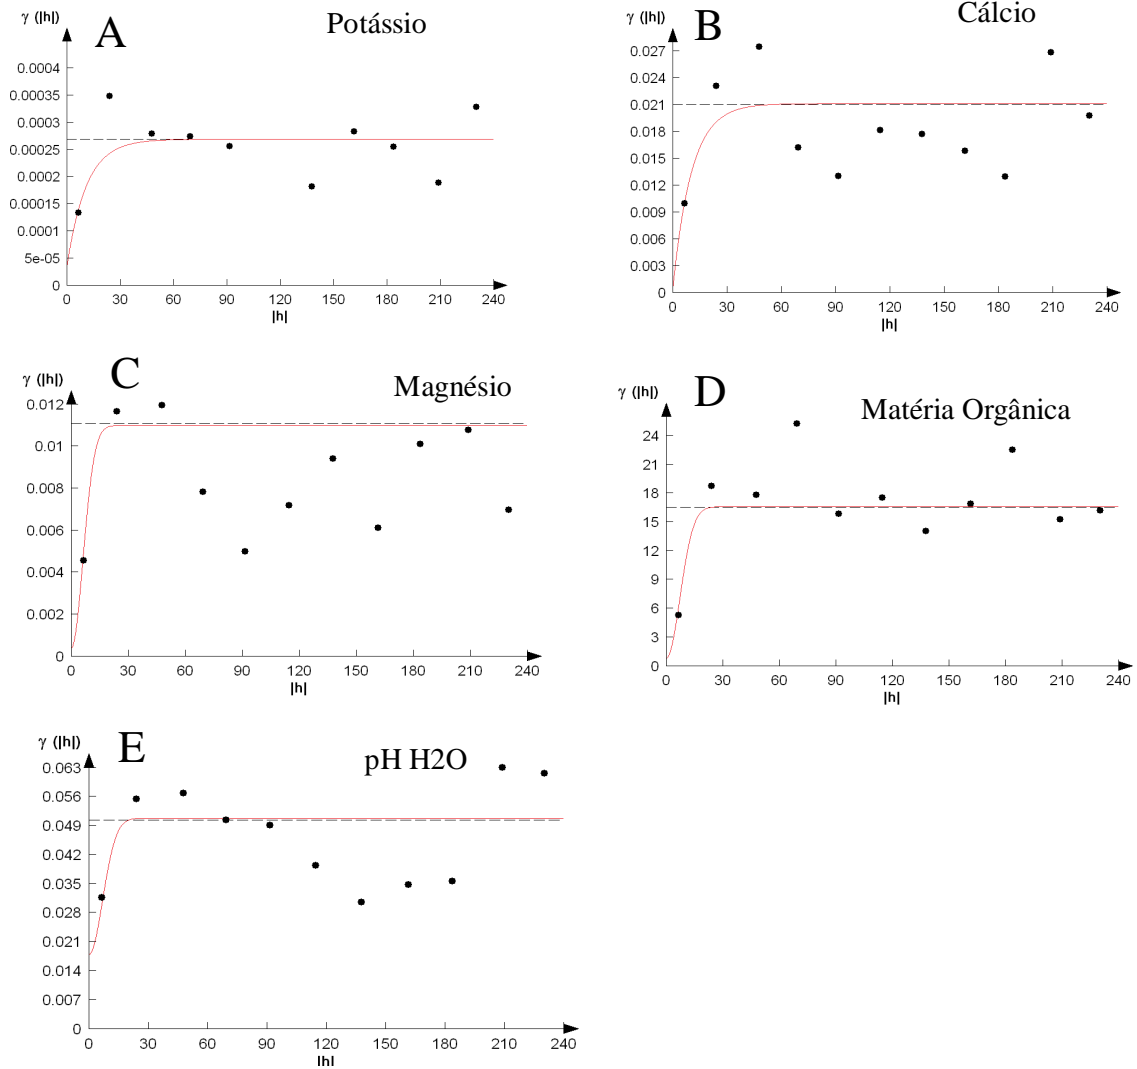 γ (|h|)
A
Potássio
0.0004
0.00035
0.0003
0.00025
0.0002
0.00015
0.0001
5e-05
0
0 30 60 90 120 150 180 210 240
|h|
γ (|h|)
B
Cálcio
0.027
0.024
0.021
0.018
0.015
0.012
0.009
0.006
0.003
0
0 30 60 90 120 150 180 210 240
|h|
γ (|h|)
C
Magnésio
0.012
0.01
0.008
0.006
0.004
0.002
0
0 30 60 90 120 150 180 210 240
|h|
γ (|h|)
D
Matéria Orgânica
24
21
18
15
12
9
6
3
0
0 30 60 90 120 150 180 210 240
|h|
γ (|h|)
E
pH H2O
0.063
0.056
0.049
0.042
0.035
0.028
0.021
0.014
0.007
0
0 30 60 90 120 150 180 210 240
|h|